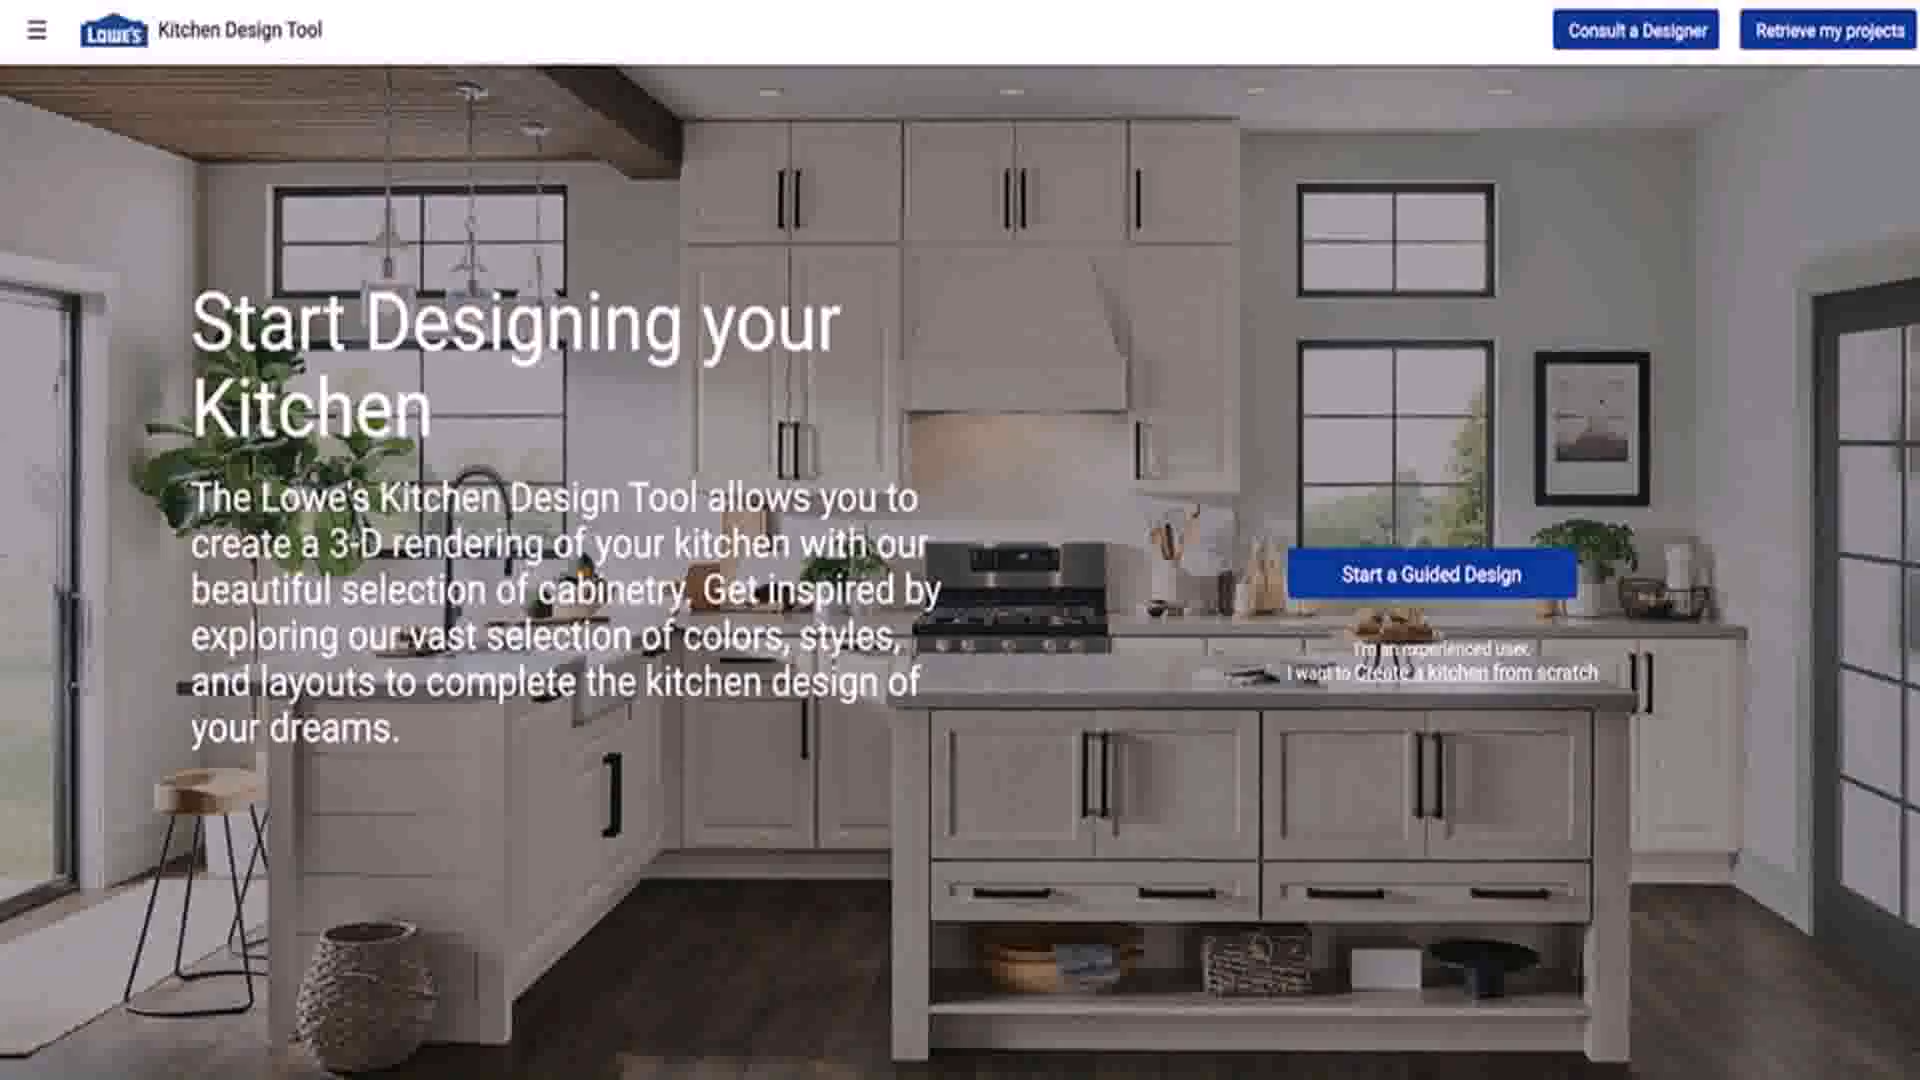 LOWE'S Kitchen Design Tool
Consult a Designer
Retrieve my projects
Start Designing your
Kitchen
The Lowe's Kitchen Design Tool allows you to
create a 3-D rendering of your kitchen with our
beautiful selection of cabinetry. Get inspired by
exploring our vast selection of colors, styles,
and layouts to complete the kitchen design of
your dreams.
Start a Guided Design
I'm an experienced user.
I want to Create a kitchen from scratch